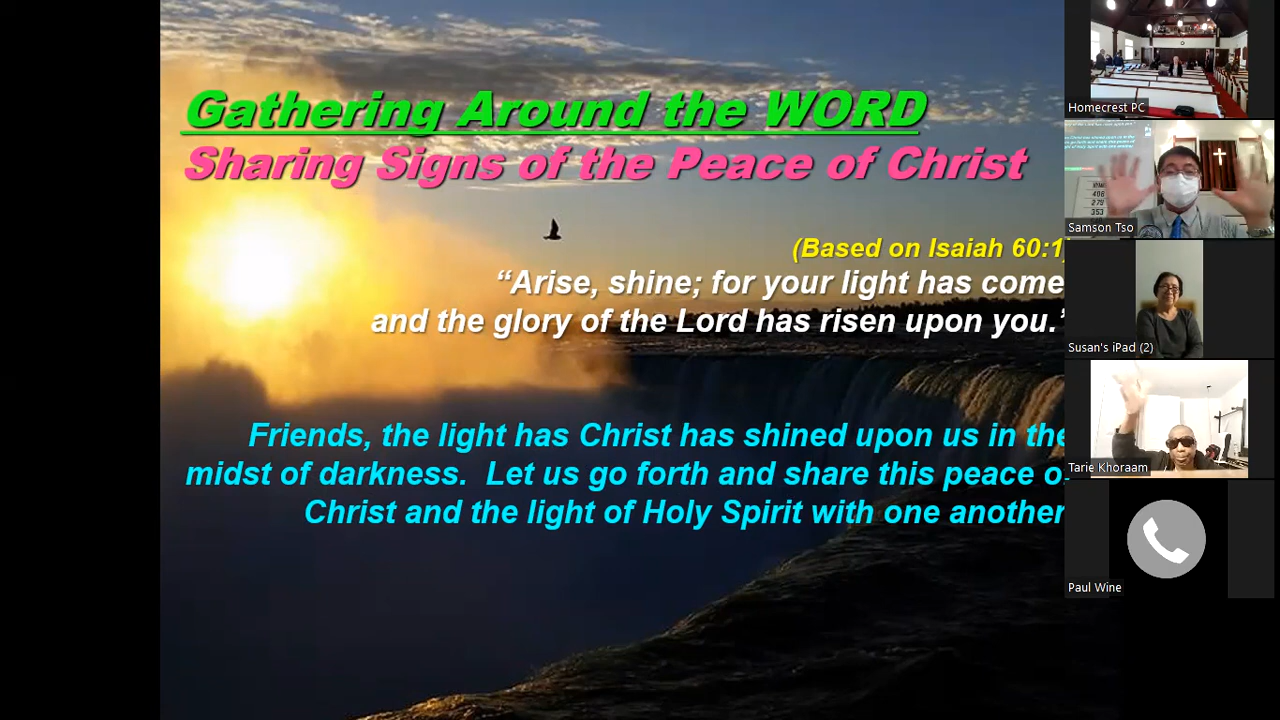 Gathering Around the WORD
Sharing Signs of the Peace of Christ
(Based on Isaiah 60:1)
“Arise, shine; for your light has come
and the glory of the Lord has risen upon you.”
Friends, the light has Christ has shined upon us in the
midst of darkness.  Let us go forth and share this peace of
Christ and the light of Holy Spirit with one another
Homecrest PC
Samson Tso
408
279
353
Susan's iPad (2)
Tarie Khoraam
Paul Wine